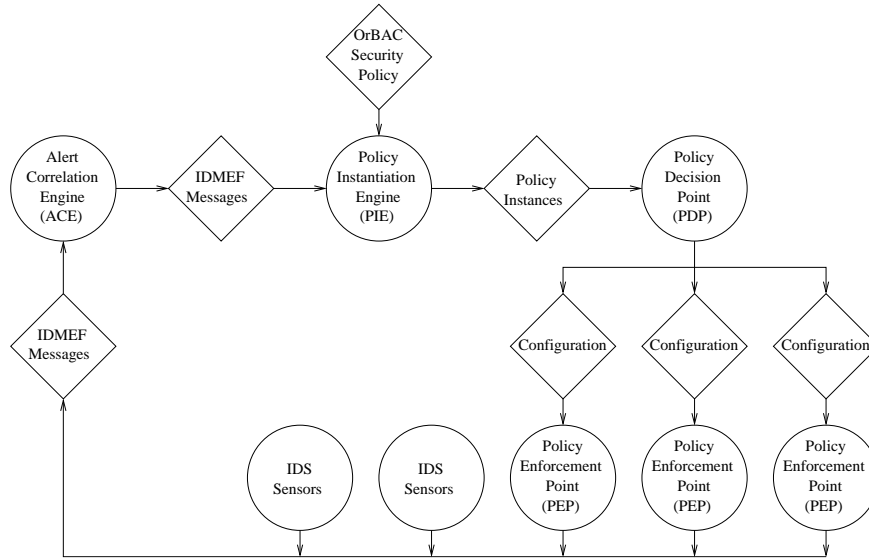 OrBAC
Security
Policy
Alert
Correlation
Engine
(ACE)
IDMEF
Messages
Policy
Instantiation
Engine
(PIE)
Policy
Instances
Policy
Decision
Point
(PDP)
IDMEF
Messages
Configuration
Configuration
Configuration
IDS
Sensors
IDS
Sensors
Policy
Enforcement
Point
(PEP)
Policy
Enforcement
Point
(PEP)
Policy
Enforcement
Point
(PEP)